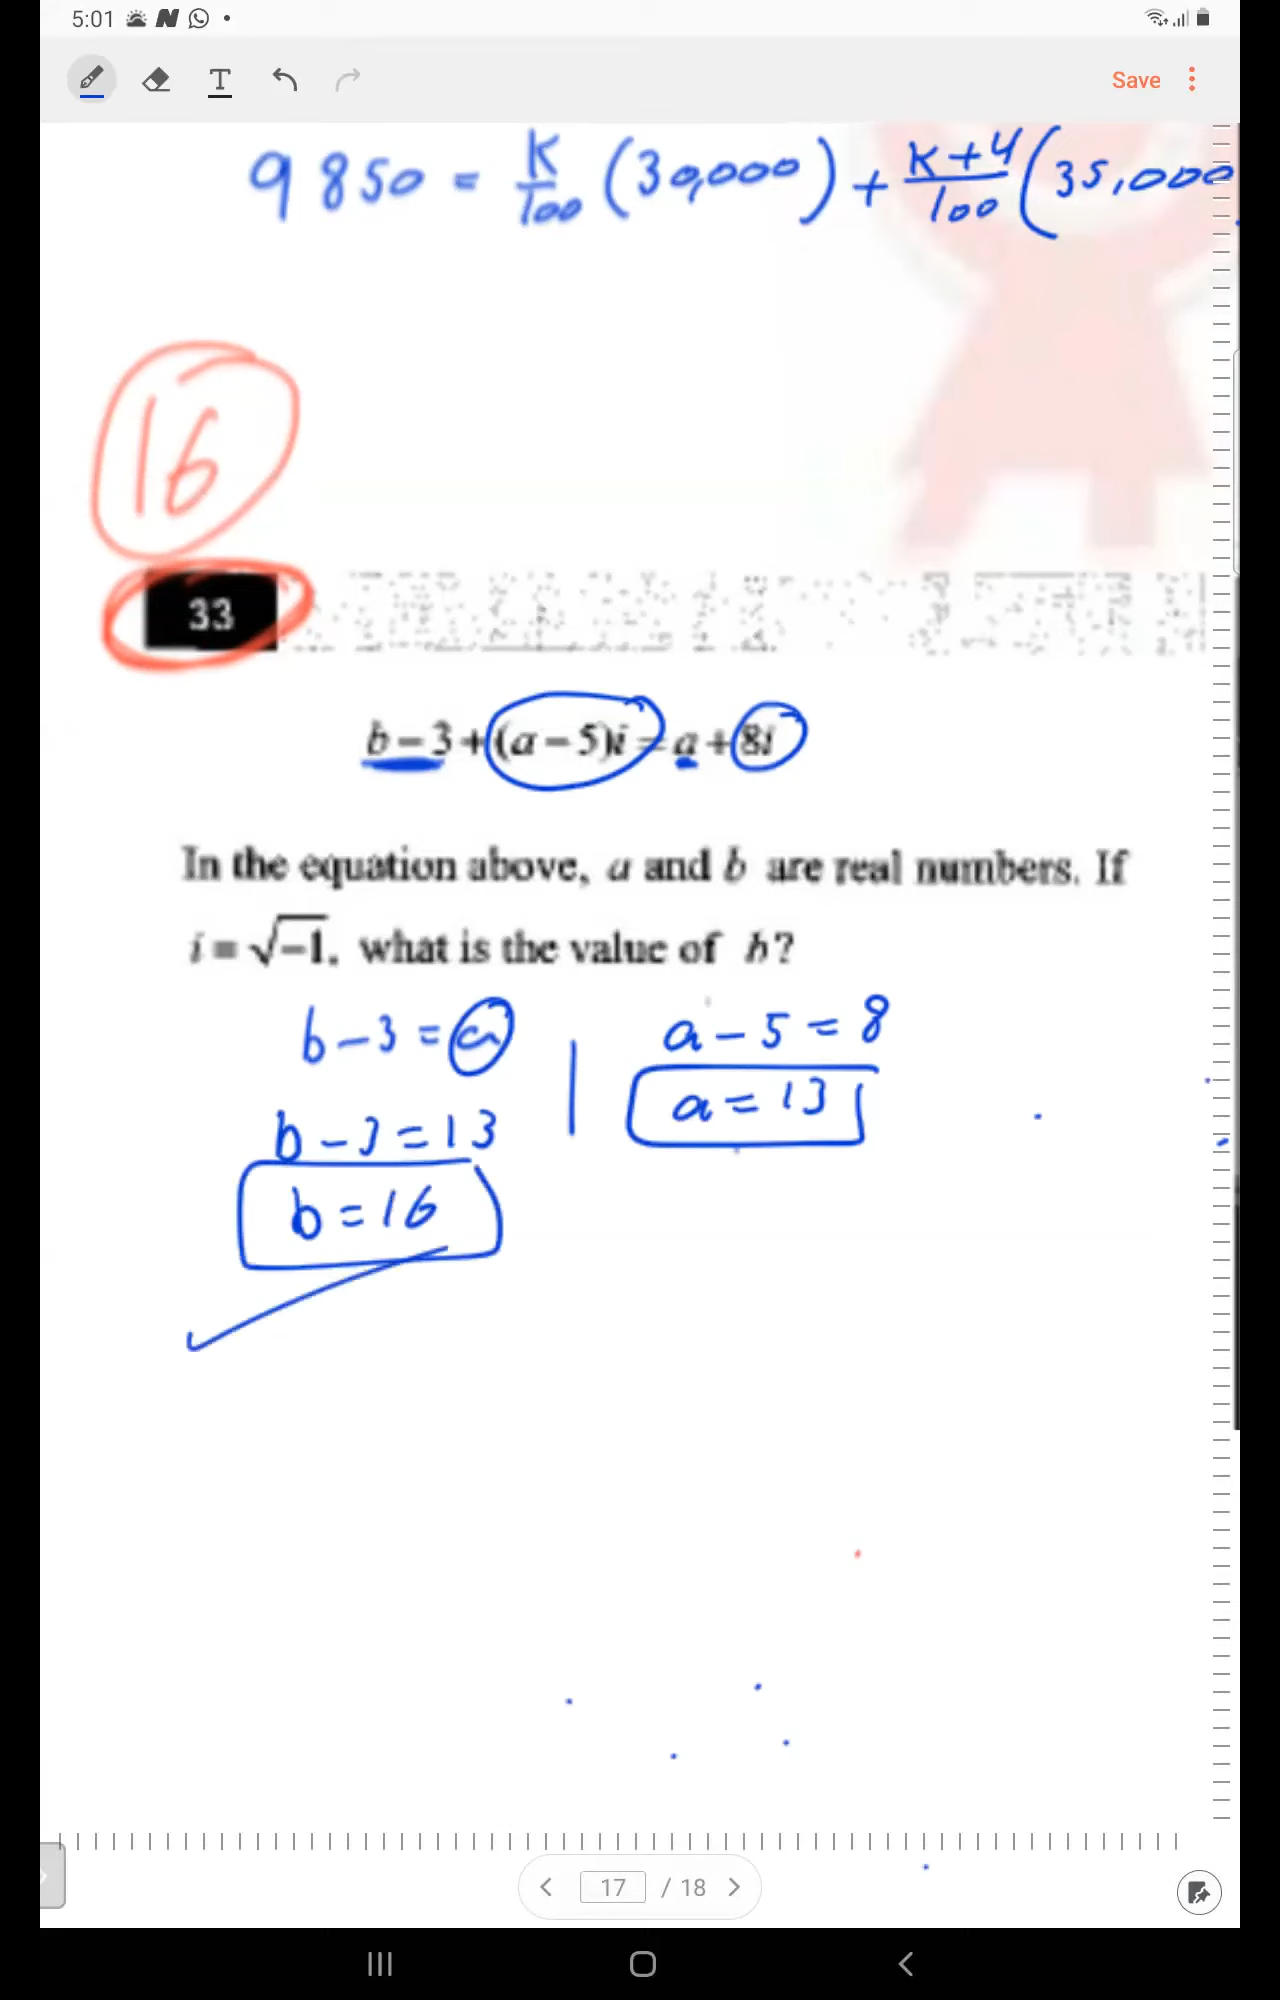 5:01
Save
9850 = K/100 (30,000) + K+4/100 (35,000
16
33
b−3+(a−5)i=a+8i
In the equation above, a and b are real numbers. If
i=√−1, what is the value of b?
b−3=a | a−5=8
b−3=13 a=13
b=16
17 / 18